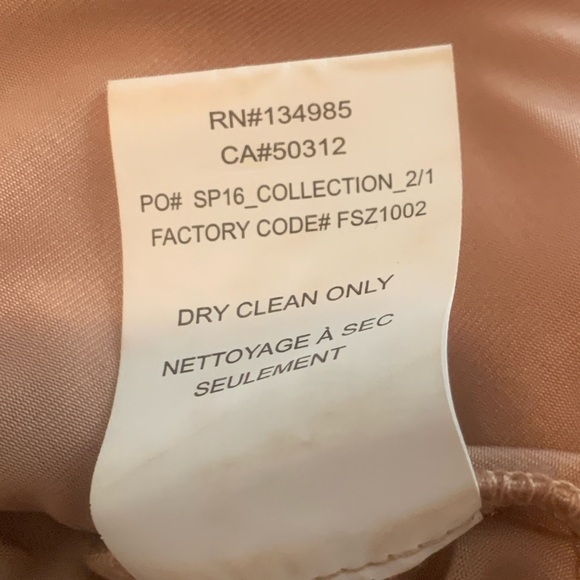 RN#134985
CA#50312
PO# SP16_COLLECTION_2/1
FACTORY CODE# FSZ1002
DRY CLEAN ONLY
NETTOYAGE À SEC
SEULEMENT